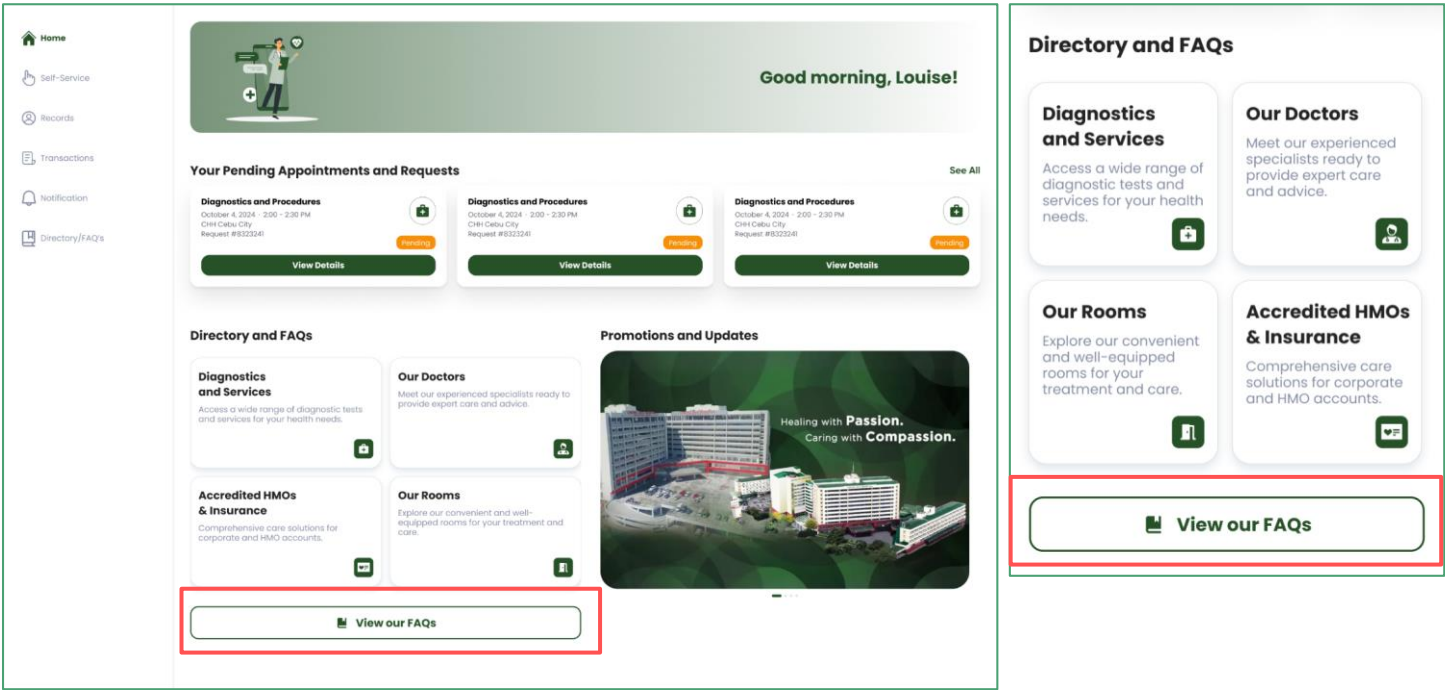 Home
Self-Service
Records
Transactions
Notification
Directory/FAQ's
Good morning, Louise!
Your Pending Appointments and Requests
See All
Diagnostics and Procedures
October 4, 2024 - 2:00 - 2:30 PM
CHH Cebu City
Request #8323241
Pending
View Details
Diagnostics and Procedures
October 4, 2024 - 2:00 - 2:30 PM
CHH Cebu City
Request #8323241
Pending
View Details
Diagnostics and Procedures
October 4, 2024 - 2:00 - 2:30 PM
CHH Cebu City
Request #8323241
Pending
View Details
Directory and FAQs
Diagnostics
and Services
Access a wide range of diagnostic tests
and services for your health needs.
Our Doctors
Meet our experienced specialists ready to
provide expert care and advice.
Accredited HMOs
& Insurance
Comprehensive care solutions for
corporate and HMO accounts.
Our Rooms
Explore our convenient and well-
equipped rooms for your treatment and
care.
View our FAQs
Promotions and Updates
Healing with Passion.
Caring with Compassion.
Directory and FAQs
Diagnostics
and Services
Access a wide range of
diagnostic tests and
services for your health
needs.
Our Doctors
Meet our experienced
specialists ready to
provide expert care
and advice.
Our Rooms
Explore our convenient
and well-equipped
rooms for your
treatment and care.
Accredited HMOs
& Insurance
Comprehensive care
solutions for corporate
and HMO accounts.
View our FAQs